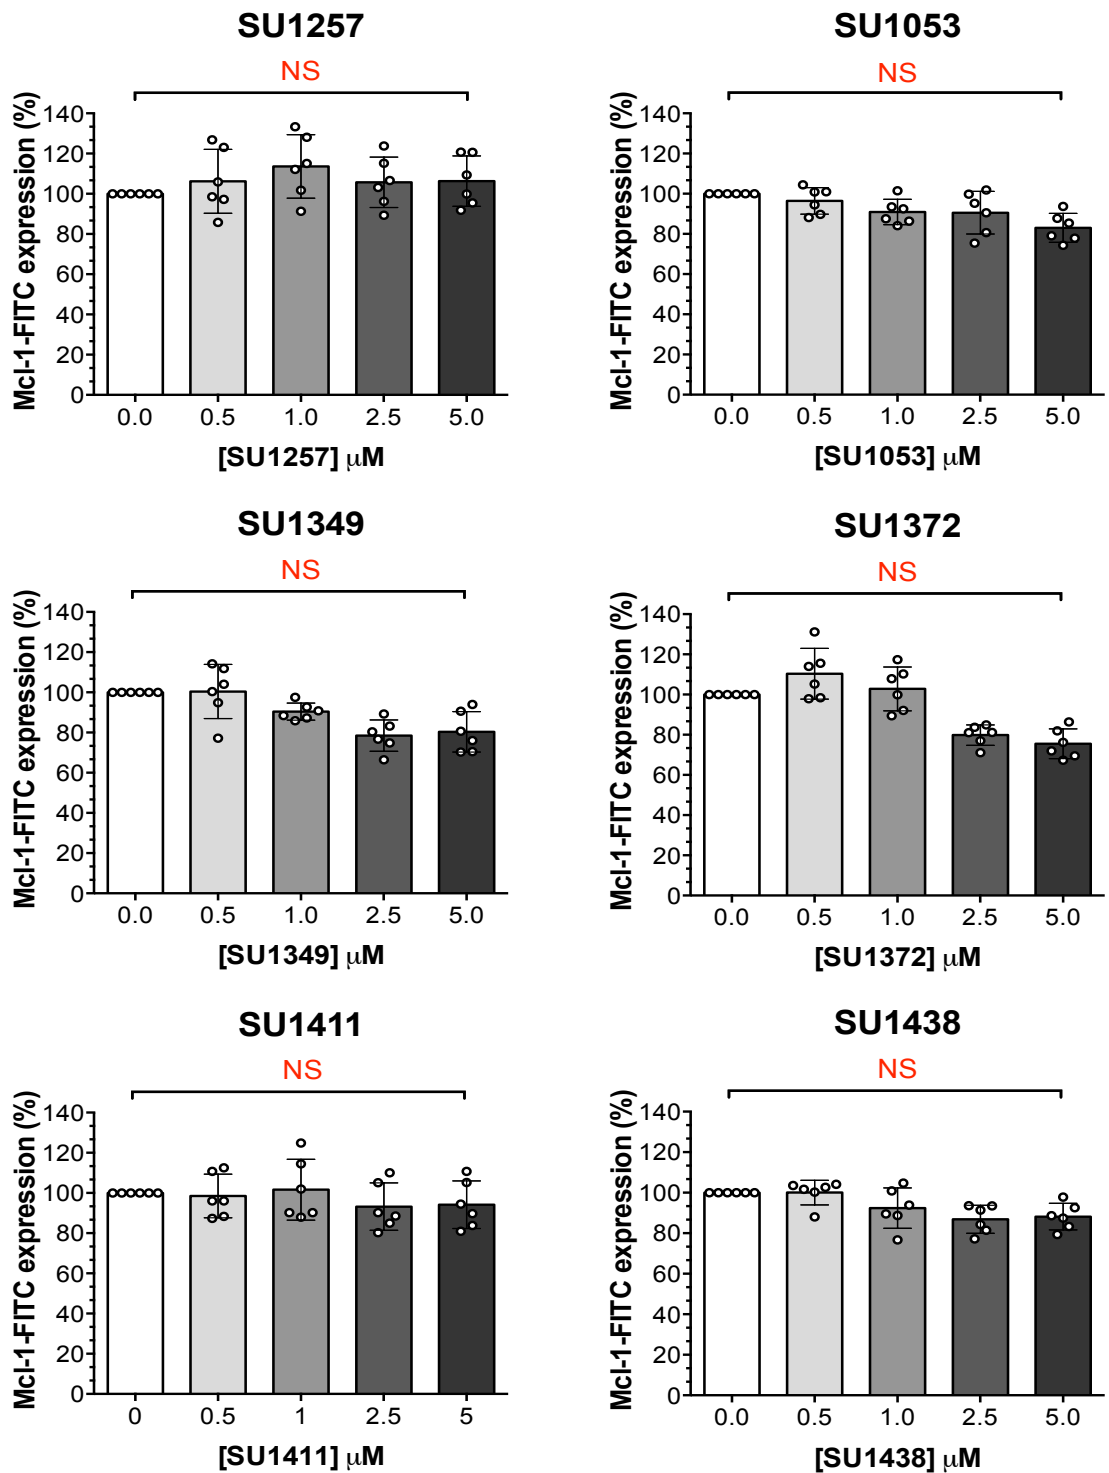 SU1257
NS
Mcl-1-FITC expression (%)
140
120
100
80
60
40
20
0
0.0 0.5 1.0 2.5 5.0
[SU1257] μM
SU1053
NS
Mcl-1-FITC expression (%)
140
120
100
80
60
40
20
0
0.0 0.5 1.0 2.5 5.0
[SU1053] μM
SU1349
NS
Mcl-1-FITC expression (%)
140
120
100
80
60
40
20
0
0.0 0.5 1.0 2.5 5.0
[SU1349] μM
SU1372
NS
Mcl-1-FITC expression (%)
140
120
100
80
60
40
20
0
0.0 0.5 1.0 2.5 5.0
[SU1372] μM
SU1411
NS
Mcl-1-FITC expression (%)
140
120
100
80
60
40
20
0
0 0.5 1 2.5 5
[SU1411] μM
SU1438
NS
Mcl-1-FITC expression (%)
140
120
100
80
60
40
20
0
0.0 0.5 1.0 2.5 5.0
[SU1438] μM